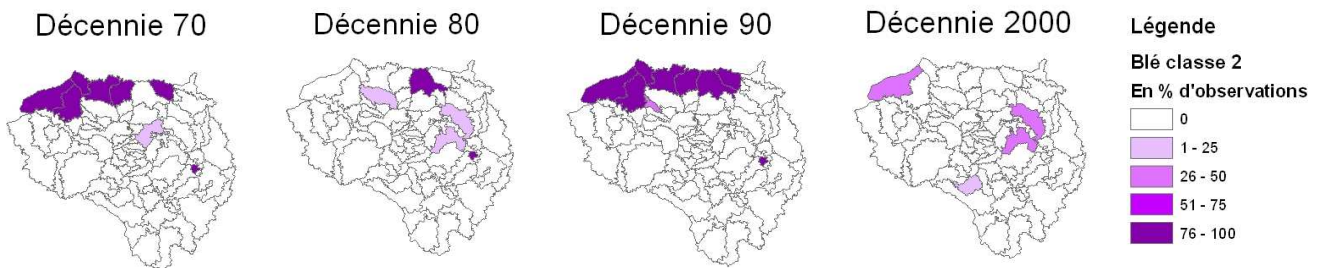 Décennie 70
Décennie 80
Décennie 90
Décennie 2000
Légende
Blé classe 2
En % d'observations
0
1 - 25
26 - 50
51 - 75
76 - 100